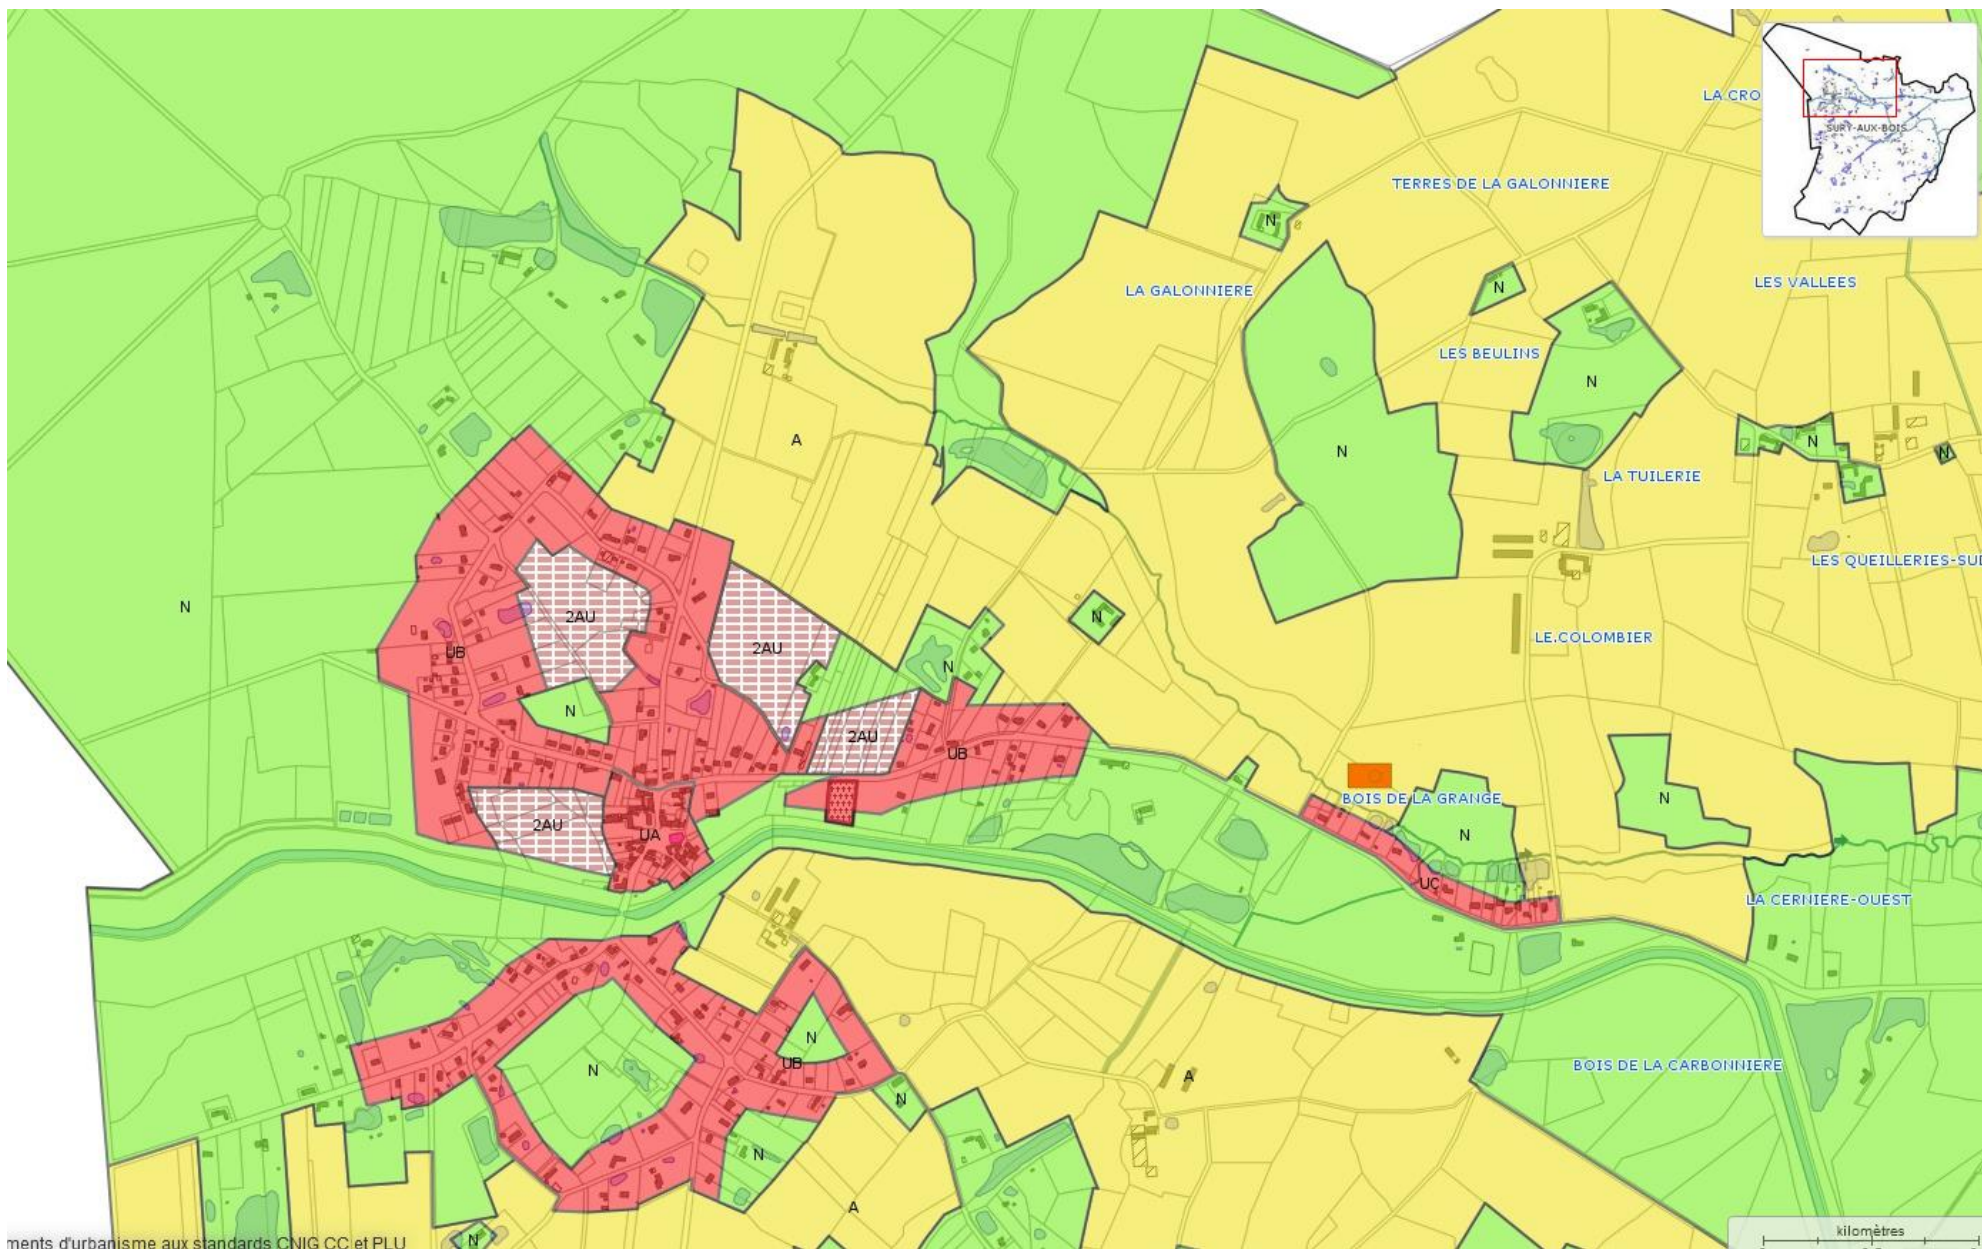 LA CRO
SURY-AUX-BOIS
TERRES DE LA GALONNIERE
N
LA GALONNIERE
N
LES VALLEES
LES BEULINS
N
A
N
N
N
LA TUILERIE
LES QUEILLERIES-SUD
N
2AU
N
LE.COLOMBIER
UB
2AU
N
N
2AU
UB
BOIS DE LA GRANGE
N
2AU
UA
N
UC
LA CERNIERE-OUEST
N
UB
N
BOIS DE LA CARBONNIERE
A
N
N
A
N
kilomètres
ments d'urbanisme aux standards CNIG CC et PLU